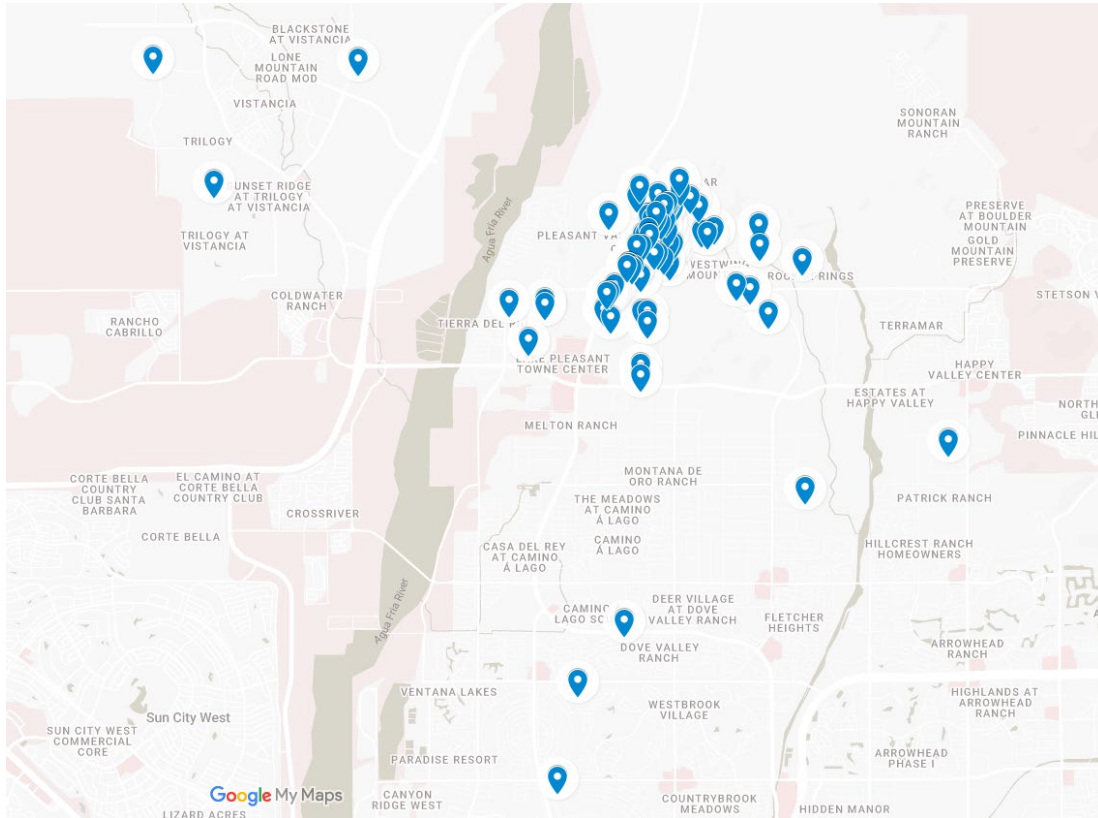 BLACKSTONE
AT VISTANCIA
LONE
MOUNTAIN
ROAD MOD
VISTANCIA
TRILOGY
SONORAN
MOUNTAIN
RANCH
UNSET RIDGE
AT TRILOGY
AT VISTANCIA
TRILOGY AT
VISTANCIA
Agua Fria River
PLEASANT
PRESERVE
AT BOULDER
MOUNTAIN
GOLD
MOUNTAIN
PRESERVE
WESTWING
COLDWATER
RANCH
RANCHO
CABRILLO
TIERRA DEL
STETSON
TERRAMAR
PLEASANT
TOWNE CENTER
HAPPY
VALLEY CENTER
ESTATES AT
HAPPY VALLEY
MELTON RANCH
PINNACLE
CORTE BELLA
COUNTRY
CLUB SANTA
BARBARA
EL CAMINO AT
CORTE BELLA
COUNTRY CLUB
CROSSRIVER
CORTE BELLA
MONTANA DE
ORO RANCH
THE MEADOWS
AT CAMINO
Á LAGO
CAMINO
Á LAGO
CASA DEL REY
AT CAMINO
Á LAGO
PATRICK RANCH
HILLCREST RANCH
HOMEOWNERS
Agua Fria River
CAMINO
LAGO
DEER VILLAGE
AT DOVE
VALLEY RANCH
DOVE VALLEY
RANCH
FLETCHER
HEIGHTS
ARROWHEAD
RANCH
VENTANA LAKES
WESTBROOK
VILLAGE
HIGHLANDS AT
ARROWHEAD
RANCH
Sun City West
SUN CITY WEST
COMMERCIAL
CORE
PARADISE RESORT
ARROWHEAD
PHASE I
CANYON
RIDGE WEST
COUNTRYBROOK
MEADOWS
HIDDEN MANOR
LIZARD ACRES
Google My Maps